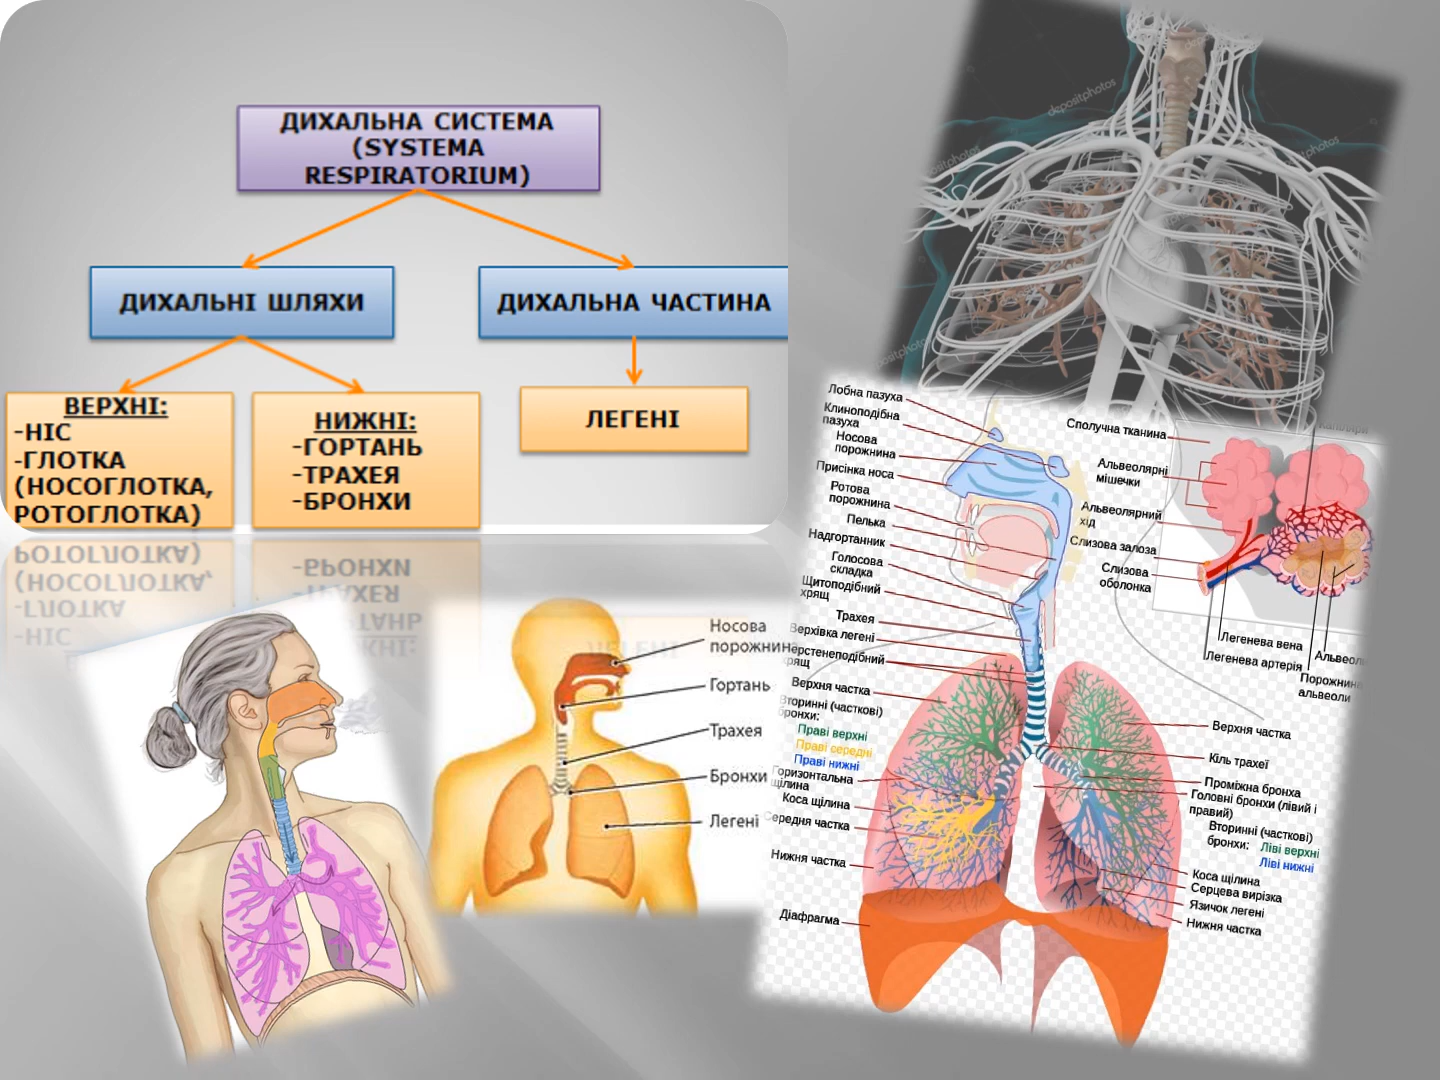 ДИХАЛЬНА СИСТЕМА
(SYSTEMA
RESPIRATORIUM)
ДИХАЛЬНІ ШЛЯХИ
ДИХАЛЬНА ЧАСТИНА
ВЕРХНІ:
-НІС
-ГЛОТКА
(НОСОГЛОТКА,
РОТОГЛОТКА)
НИЖНІ:
-ГОРТАНЬ
-ТРАХЕЯ
-БРОНХИ
ЛЕГЕНІ
depositphotos
Носова
порожнина
Гортань
Трахея
Бронхи
Легені
Лобна пазуха
Клиноподібна
пазуха
Носова
порожнина
Присінка носа
Ротова
порожнина
Пелька
Надгортанник
Голосова
складка
Щитоподібний
хрящ
Трахея
Верхівка легені
Верхня частка
Вторинні (часткові)
бронхи:
Праві верхні
Праві середні
Праві нижні
Горизонтальна
щілина
Коса щілина
Середня частка
Нижня частка
Діафрагма
Сполучна тканина
Альвеолярні
мішечки
Альвеолярний
хід
Слизова залоза
Слизова
оболонка
Капіляри
Легенева вена
Легенева артерія
Порожнина
альвеоли
Верхня частка
Кіль трахеї
Проміжна бронха
Головні бронхи (лівий і
правий)
Вторинні (часткові)
бронхи: Ліві верхні
Ліві нижні
Коса щілина
Серцева вирізка
Язичок легені
Нижня частка